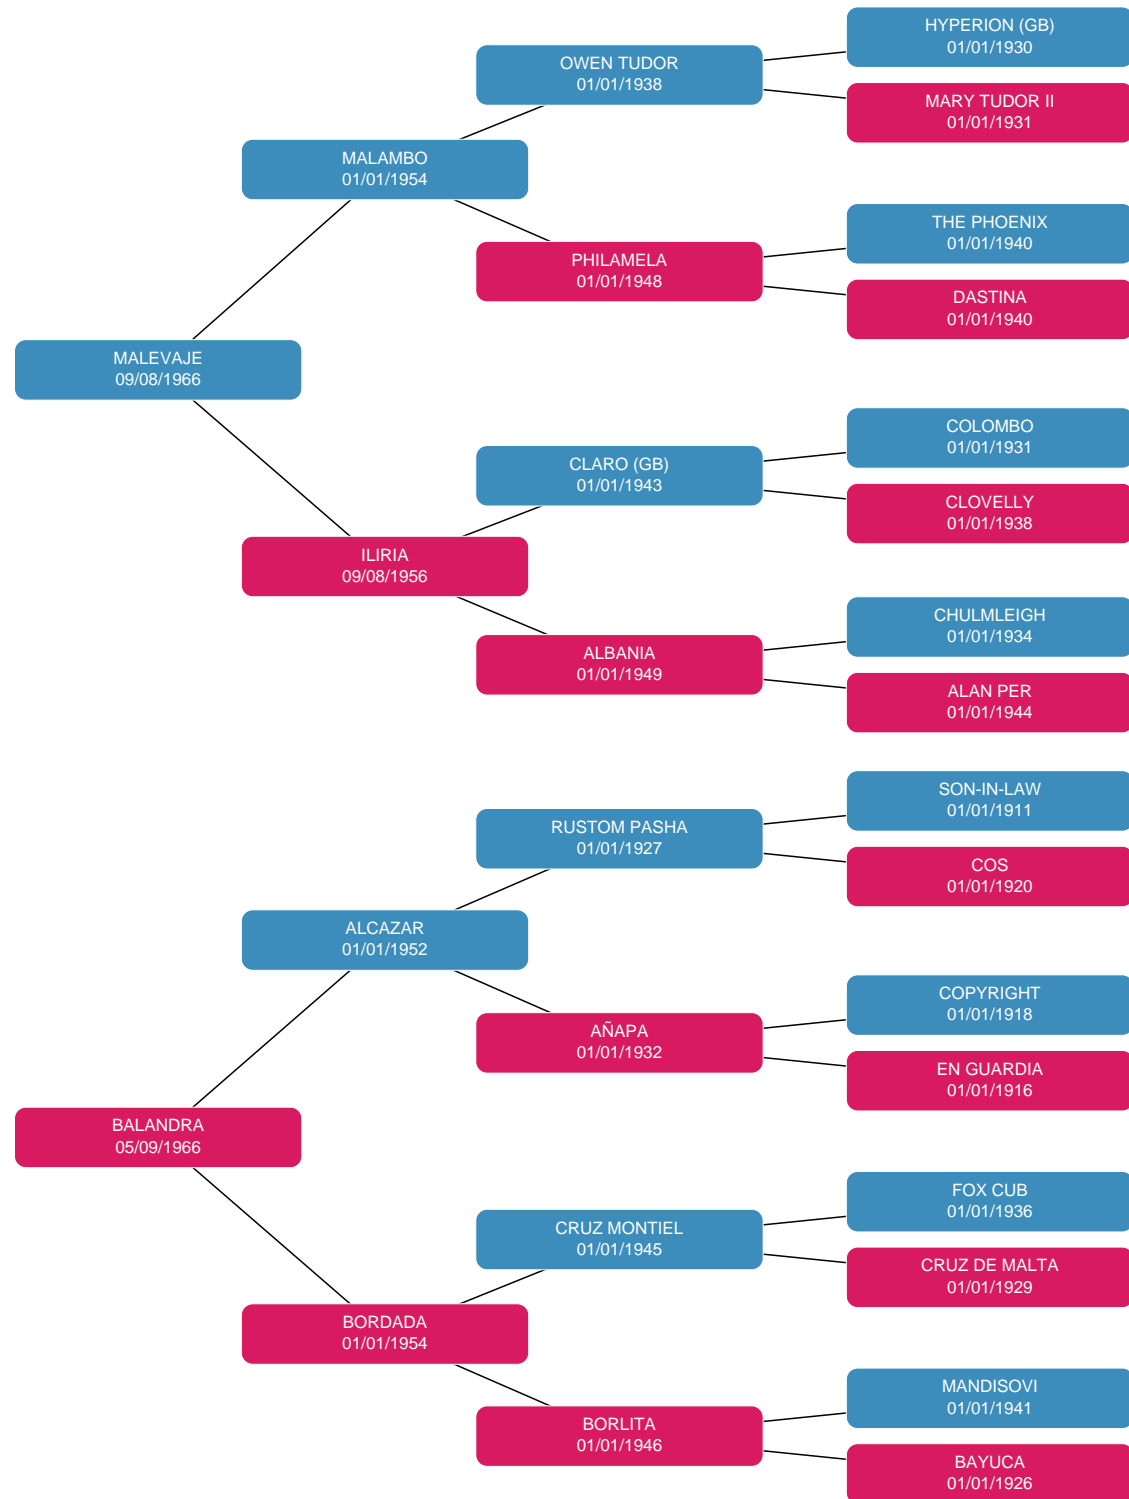 HYPERION (GB)
01/01/1930
OWEN TUDOR
01/01/1938
MARY TUDOR II
01/01/1931
MALAMBO
01/01/1954
THE PHOENIX
01/01/1940
PHILAMELA
01/01/1948
DASTINA
01/01/1940
MALEVAJE
09/08/1966
COLOMBO
01/01/1931
CLARO (GB)
01/01/1943
CLOVELLY
01/01/1938
ILIRIA
09/08/1956
CHULMLEIGH
01/01/1934
ALBANIA
01/01/1949
ALAN PER
01/01/1944
SON-IN-LAW
01/01/1911
RUSTOM PASHA
01/01/1927
COS
01/01/1920
ALCAZAR
01/01/1952
COPYRIGHT
01/01/1918
AÑAPA
01/01/1932
EN GUARDIA
01/01/1916
BALANDRA
05/09/1966
FOX CUB
01/01/1936
CRUZ MONTIEL
01/01/1945
CRUZ DE MALTA
01/01/1929
BORDADA
01/01/1954
MANDISOVI
01/01/1941
BORLITA
01/01/1946
BAYUCA
01/01/1926